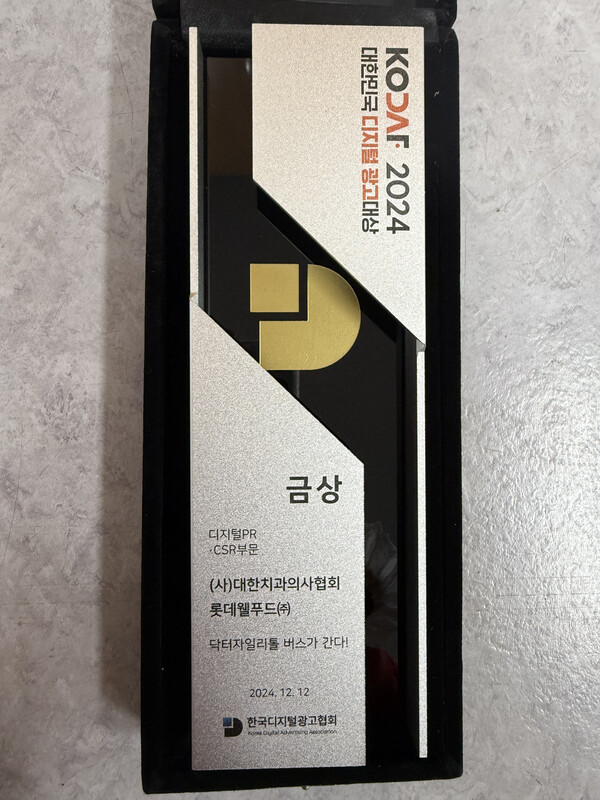 KODAF 2024
대한민국 디지털 광고대상
금상
디지털PR
·CSR부문
(사)대한치과의사협회
롯데웰푸드㈜
닥터자일리톨 버스가 간다!
2024. 12. 12
한국디지털광고협회
Korea Digital Advertising Association